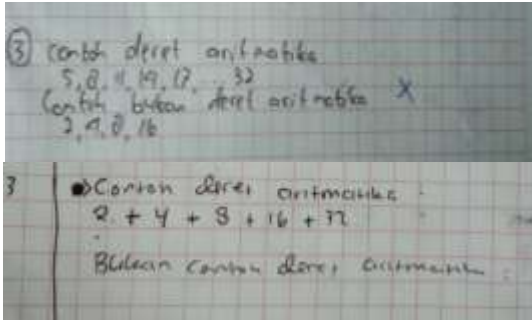 3 contoh deret aritmatika
5, 8, 11, 14, 17, .. 32
Contoh bukan deret aritmatika X
2, 4, 8, 16
3 Contoh deret aritmatika :
2 + 4 + 8 + 16 + 32
Bukan contoh deret aritmatika :